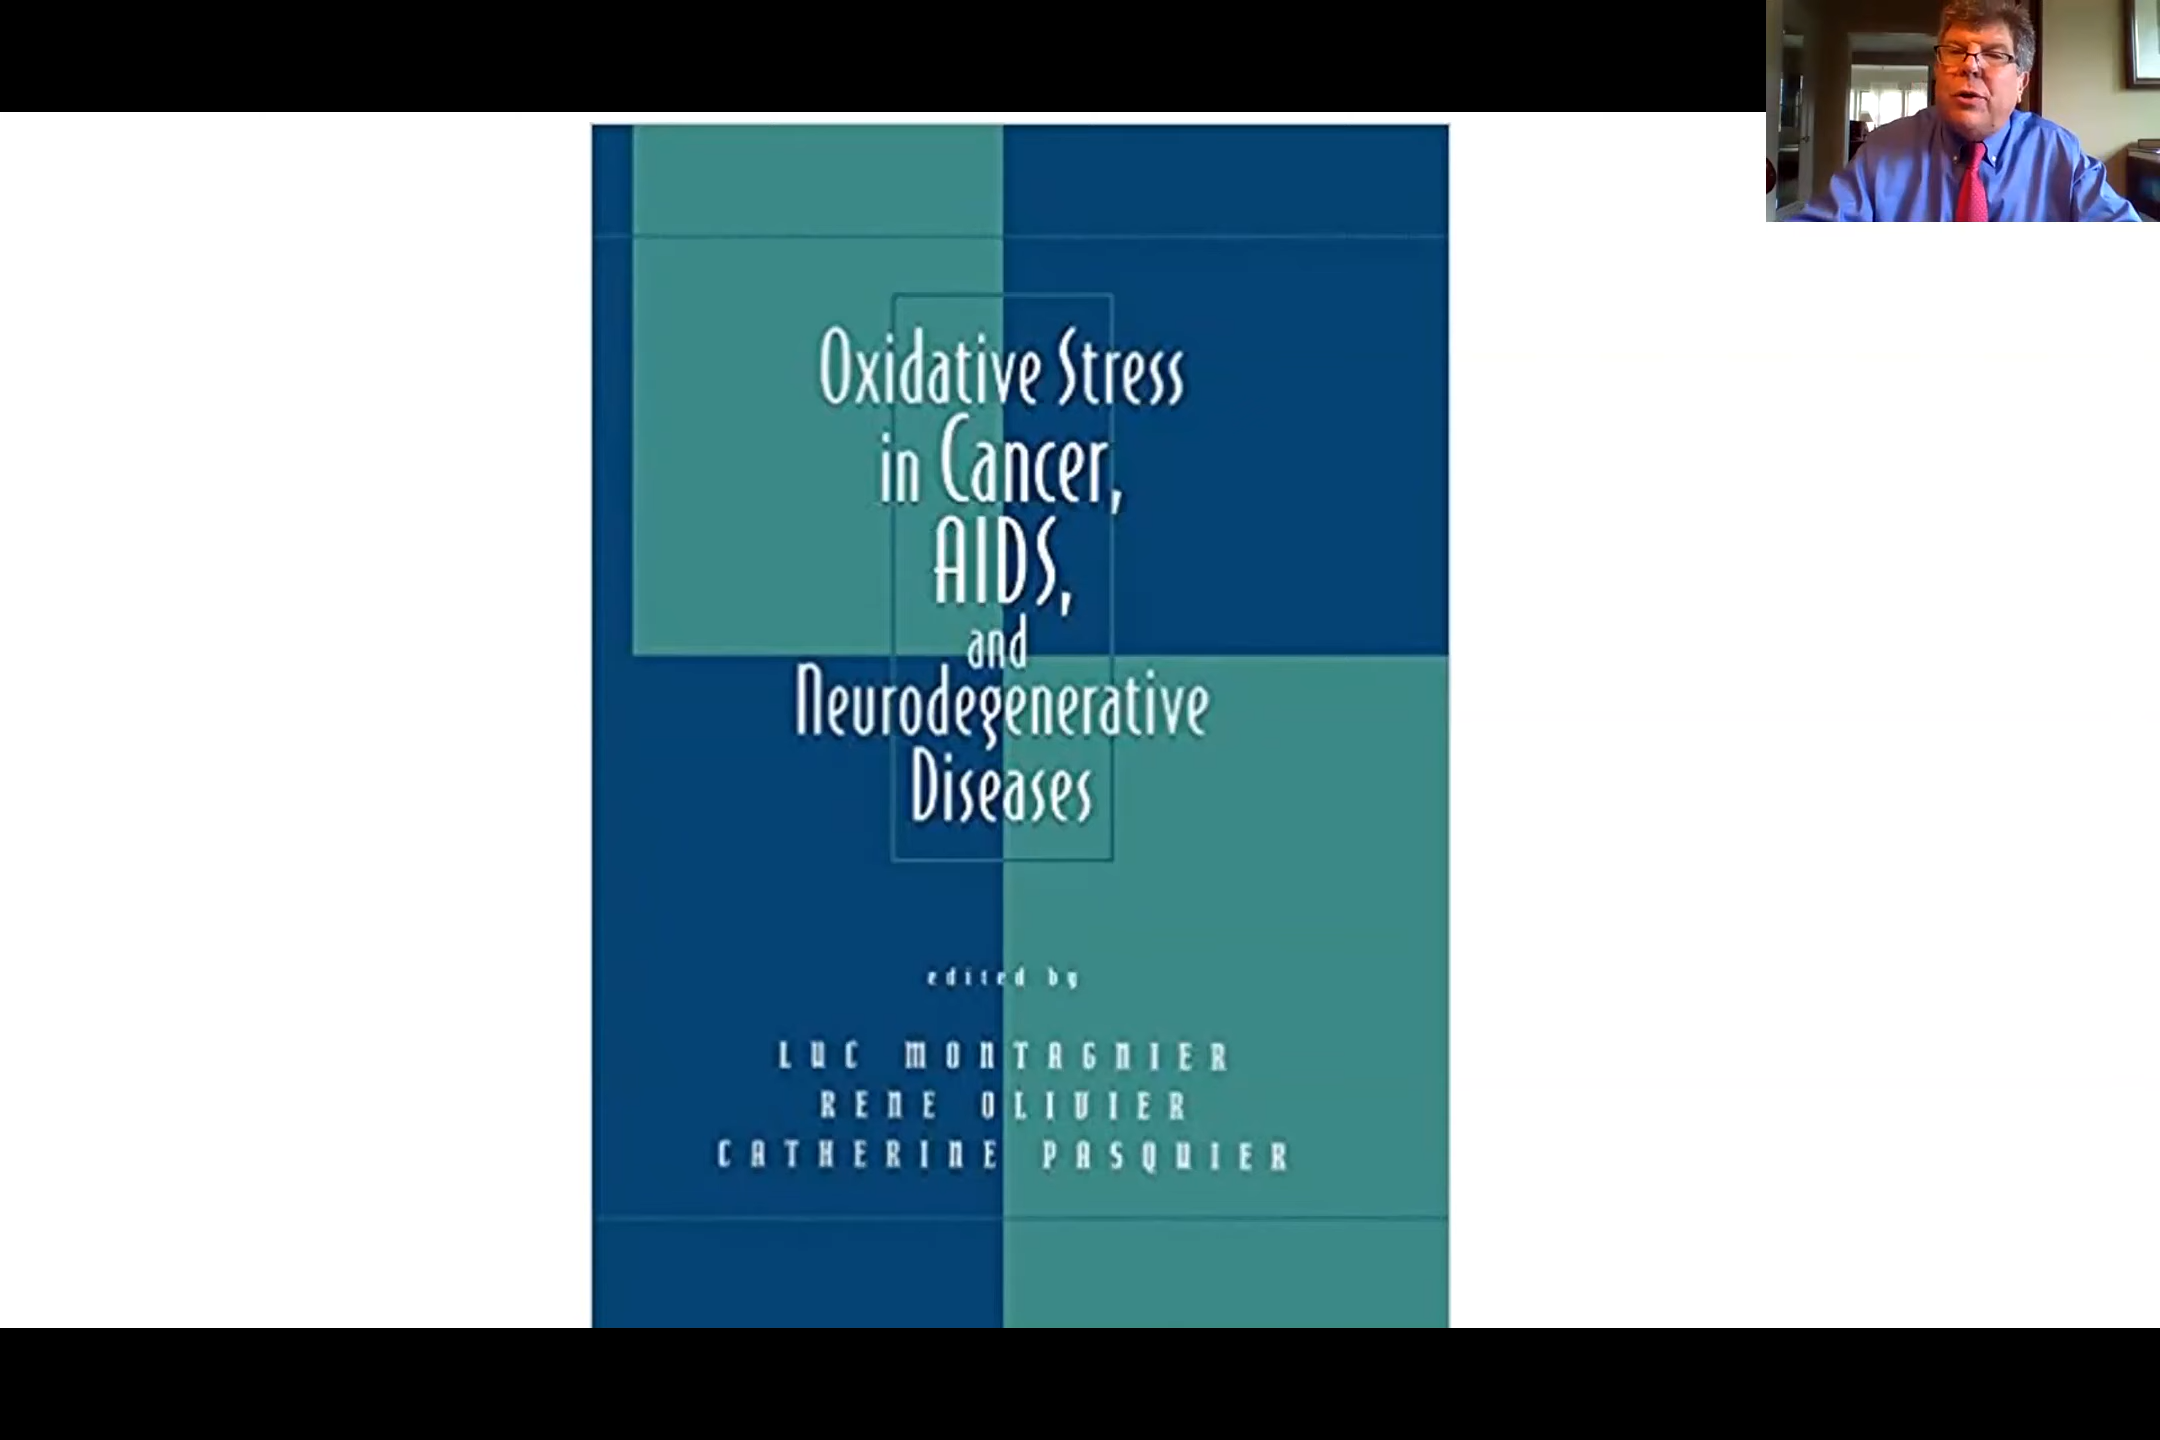 Oxidative Stress
in Cancer,
AIDS,
and
Neurodegenerative
Diseases
edited by
LUC MONTAGNIER
RENE OLIVIER
CATHERINE PASQUIER